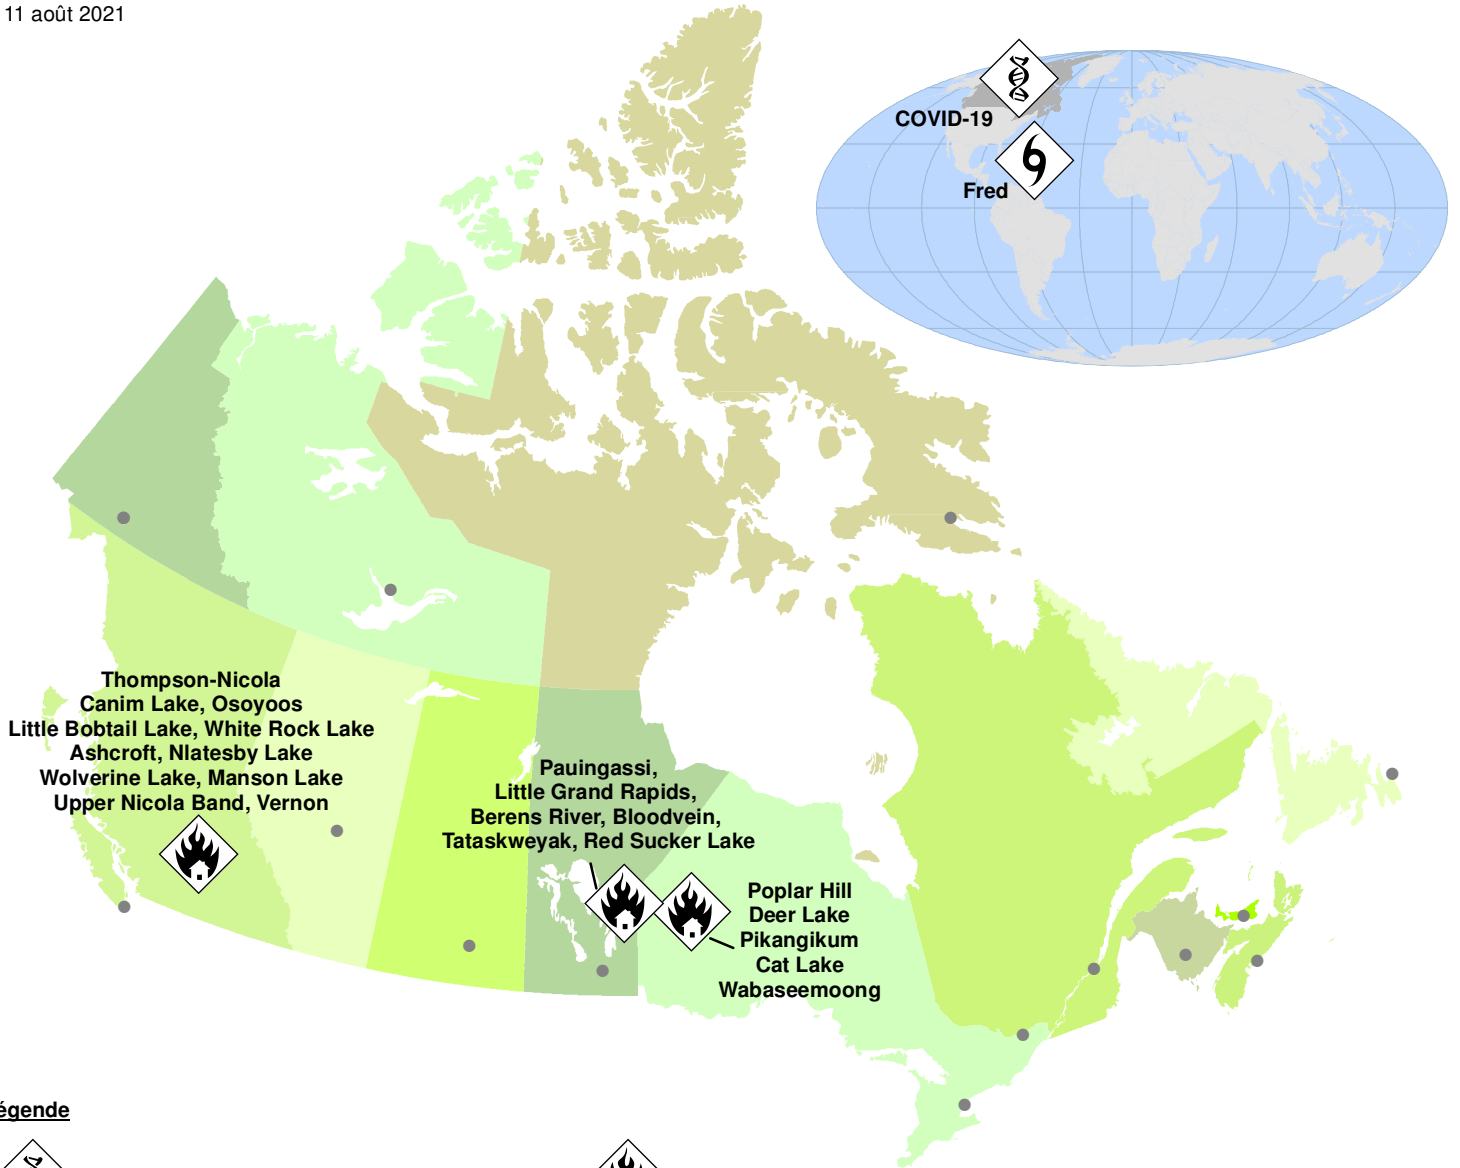 11 août 2021
COVID-19
Fred
Thompson-Nicola
Canim Lake, Osoyoos
Little Bobtail Lake, White Rock Lake
Ashcroft, Nlatesby Lake
Wolverine Lake, Manson Lake
Upper Nicola Band, Vernon
Pauingassi,
Little Grand Rapids,
Berens River, Bloodvein,
Tataskweyak, Red Sucker Lake
Poplar Hill
Deer Lake
Pikangikum
Cat Lake
Wabaseemoong
égende